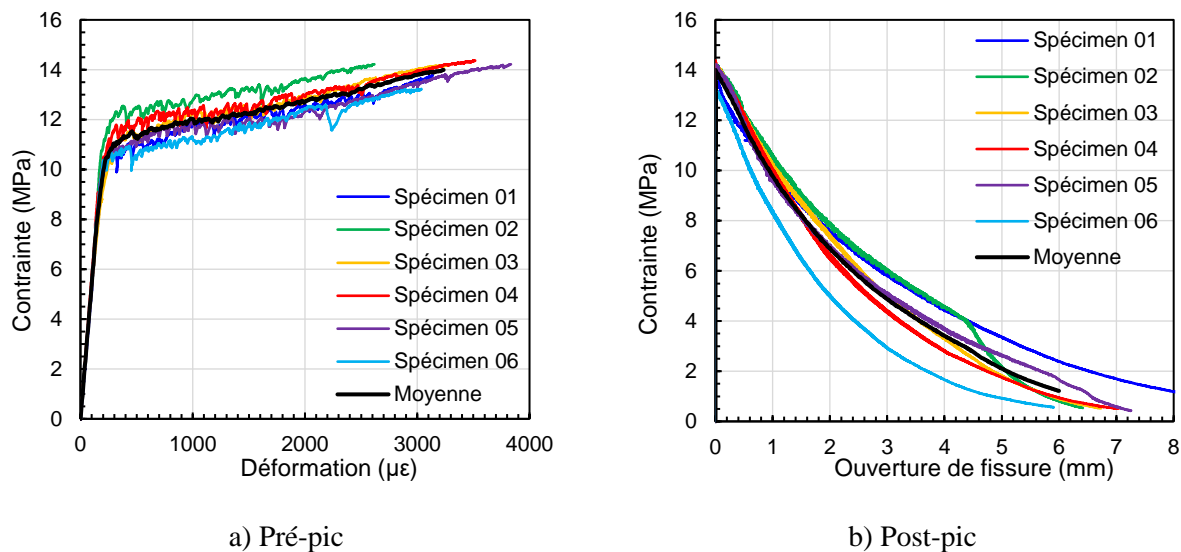 16
14
12
10
8
6
4
2
0
Contrainte (MPa)
Spécimen 01
Spécimen 02
Spécimen 03
Spécimen 04
Spécimen 05
Spécimen 06
Moyenne
0 1000 2000 3000 4000
Déformation (µε)
a) Pré-pic
16
14
12
10
8
6
4
2
0
Contrainte (MPa)
Spécimen 01
Spécimen 02
Spécimen 03
Spécimen 04
Spécimen 05
Spécimen 06
Moyenne
0 1 2 3 4 5 6 7 8
Ouverture de fissure (mm)
b) Post-pic